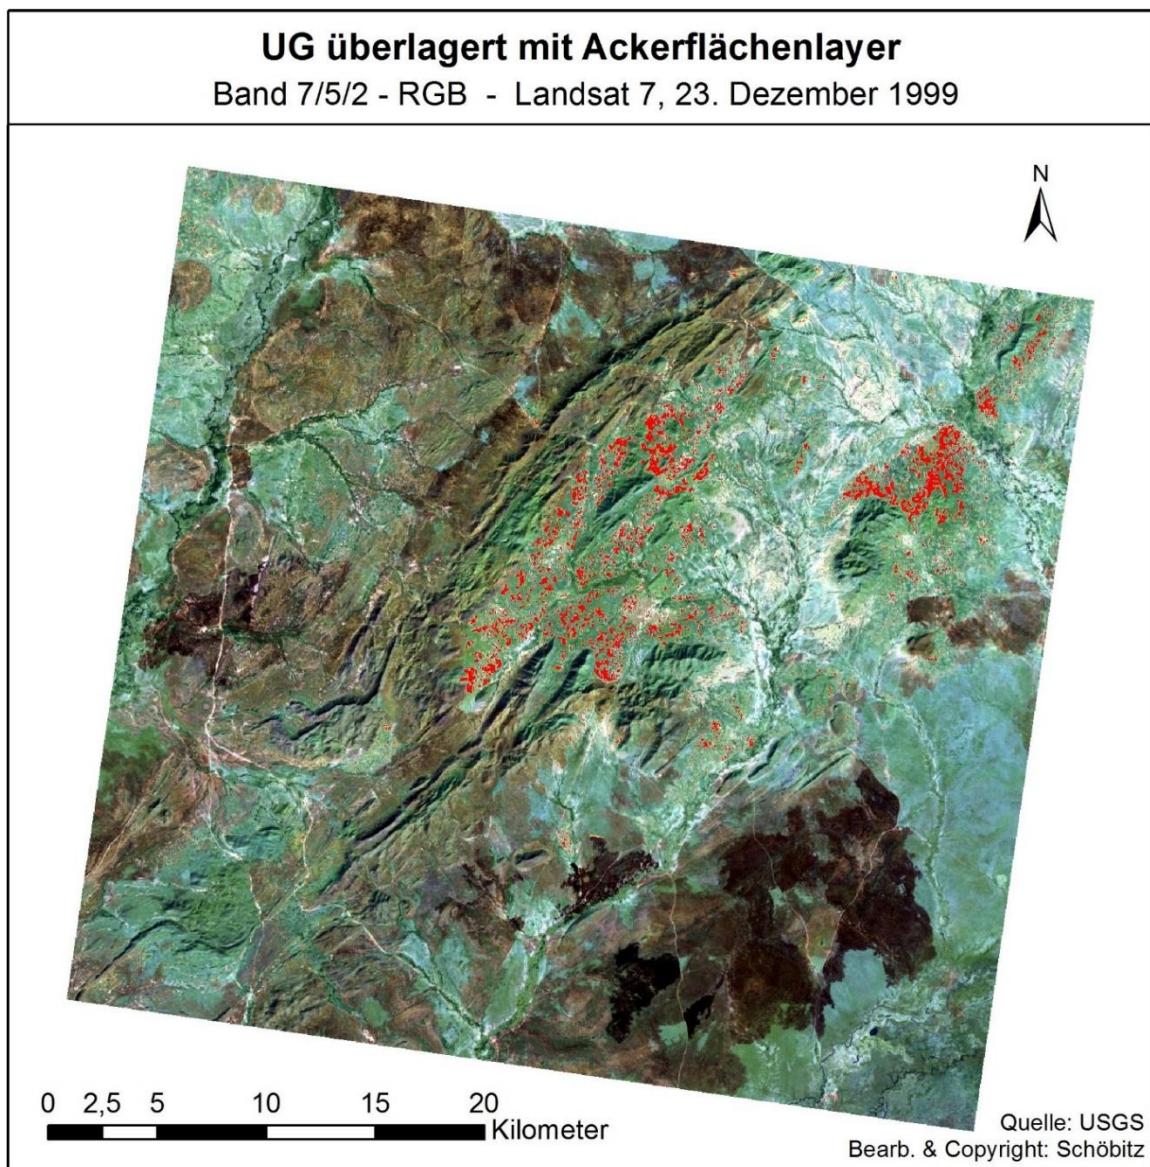 UG überlagert mit Ackerflächenlayer
Band 7/5/2 - RGB - Landsat 7, 23. Dezember 1999
N
0 2,5 5 10 15 20
Kilometer
Quelle: USGS
Bearb. & Copyright: Schöbitz